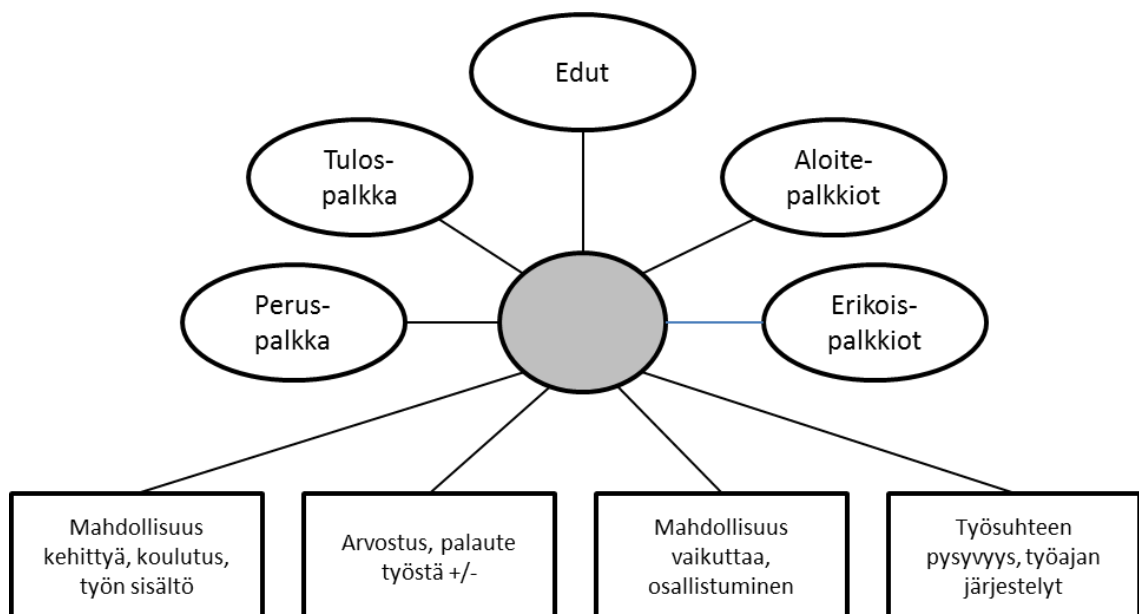 Edut
Tulos-
palkka
Aloite-
palkkiot
Perus-
palkka
Erikois-
palkkiot
Mahdollisuus
kehittyä, koulutus,
työn sisältö
Arvostus, palaute
työstä +/-
Mahdollisuus
vaikuttaa,
osallistuminen
Työsuhteen
pysyvyys, työajan
järjestelyt